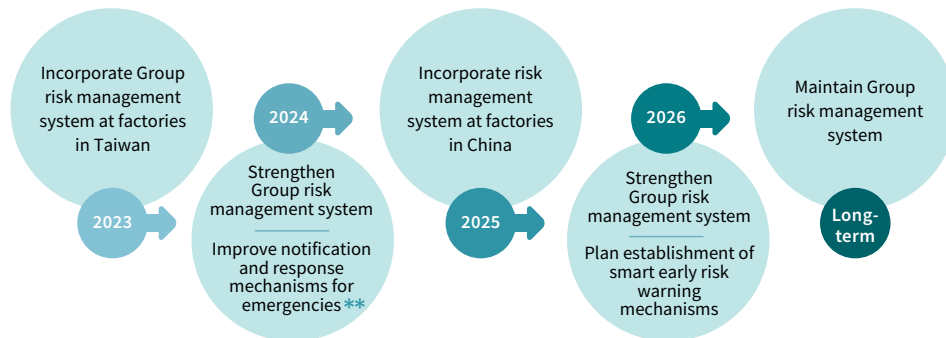 Incorporate Group
risk management
system at factories
in Taiwan
2023
2024
Strengthen
Group risk
management system
Improve notification
and response
mechanisms for
emergencies **
Incorporate risk
management
system at factories
in China
2025
2026
Strengthen
Group risk
management system
Plan establishment of
smart early risk
warning
mechanisms
Maintain Group
risk management
system
Long-
term